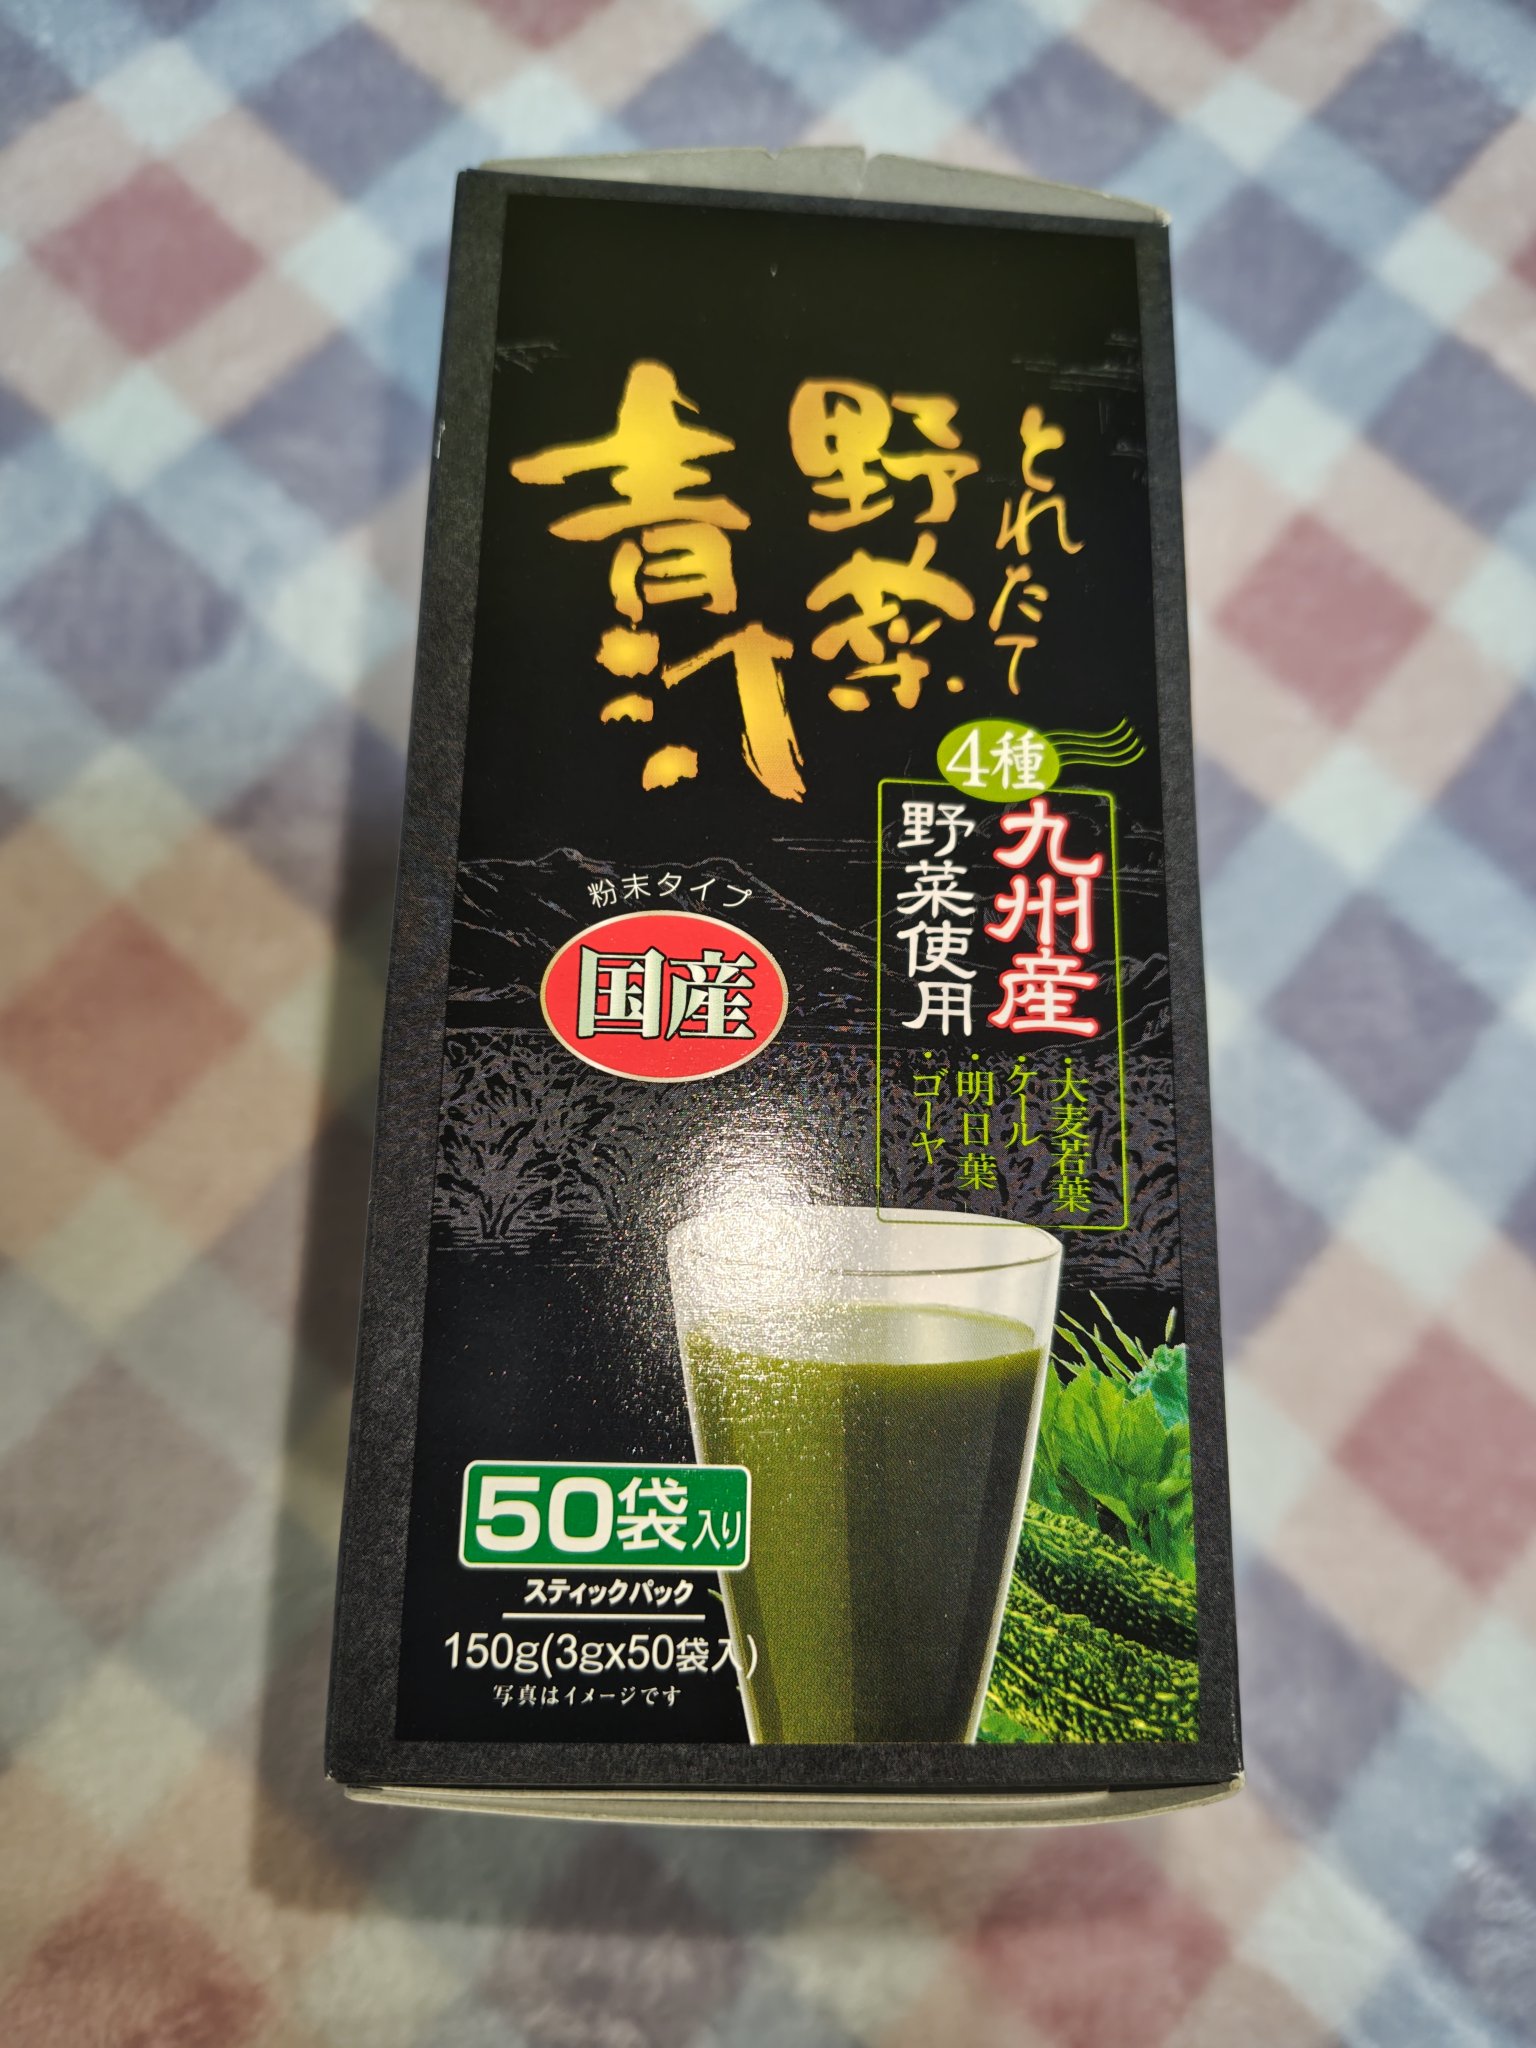 とれたて
野菜
青汁
4種
九州産
野菜使用
・大麦若葉
・ケール
・明日葉
・ゴーヤ
粉末タイプ
国産
50袋入り
スティックパック
150g(3gx50袋入)
写真はイメージです